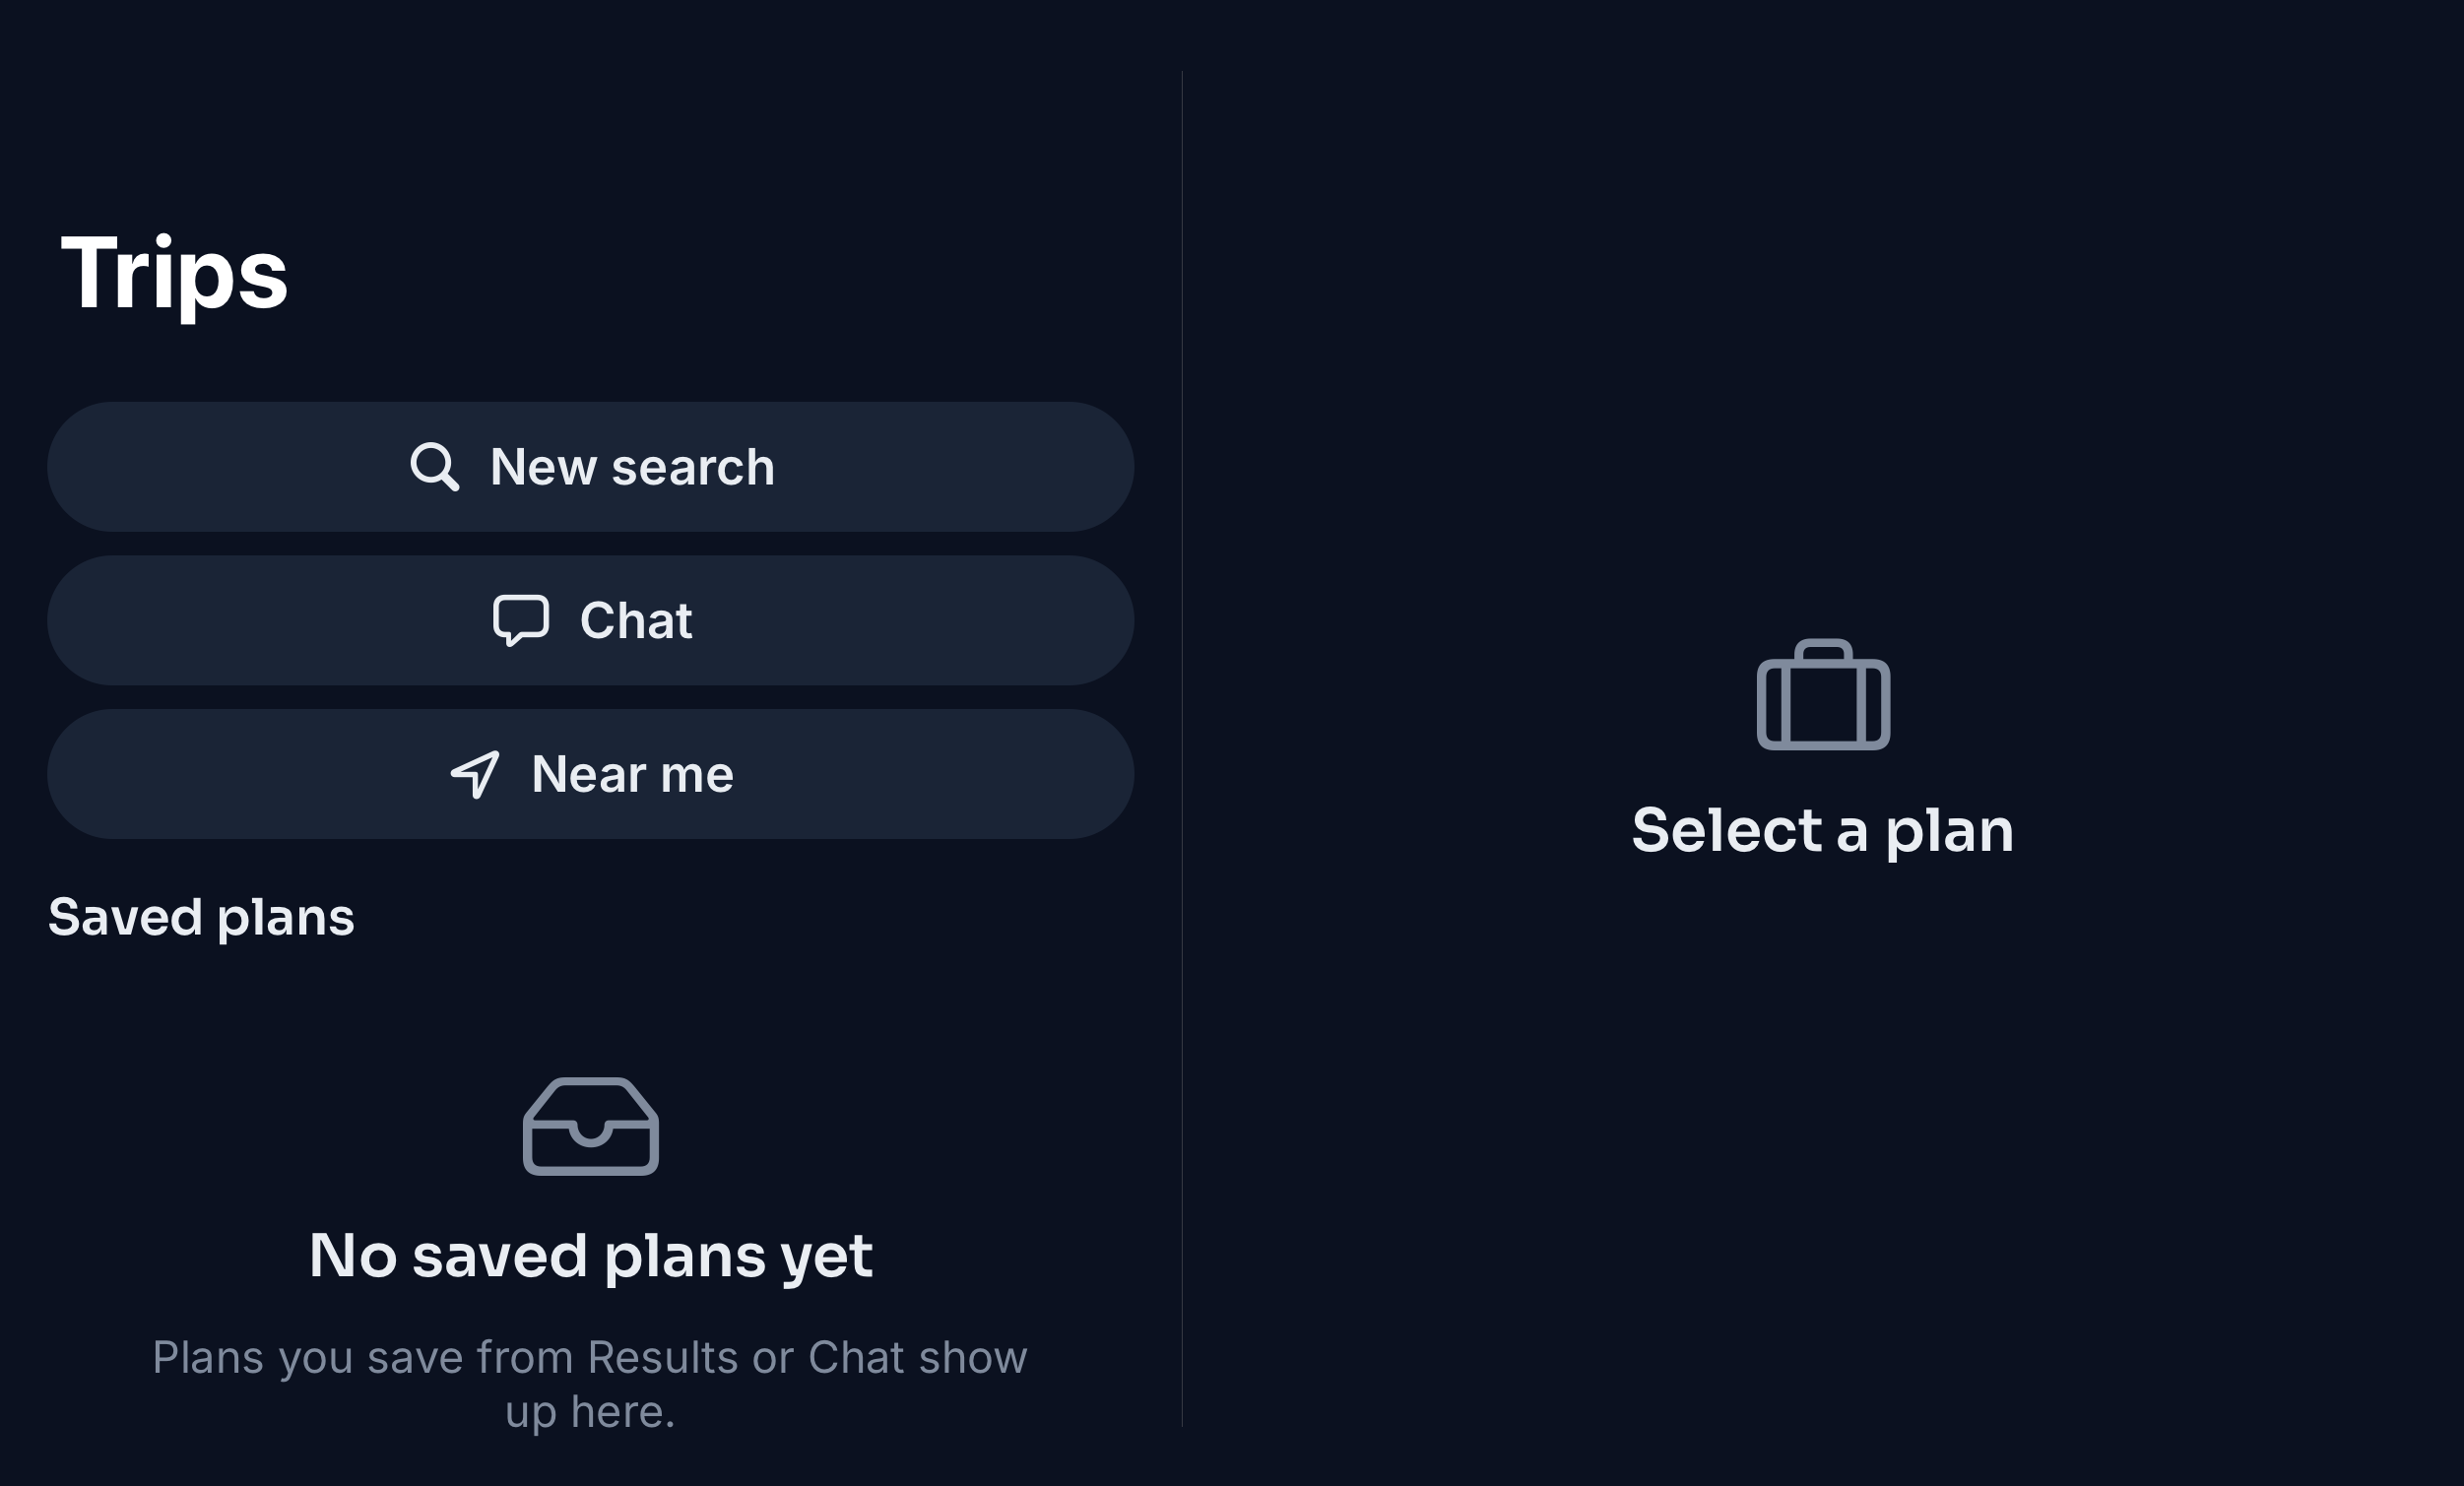 Trips
New search
Chat
Near me
Saved plans
No saved plans yet
Plans you save from Results or Chat show
up here.
Select a plan